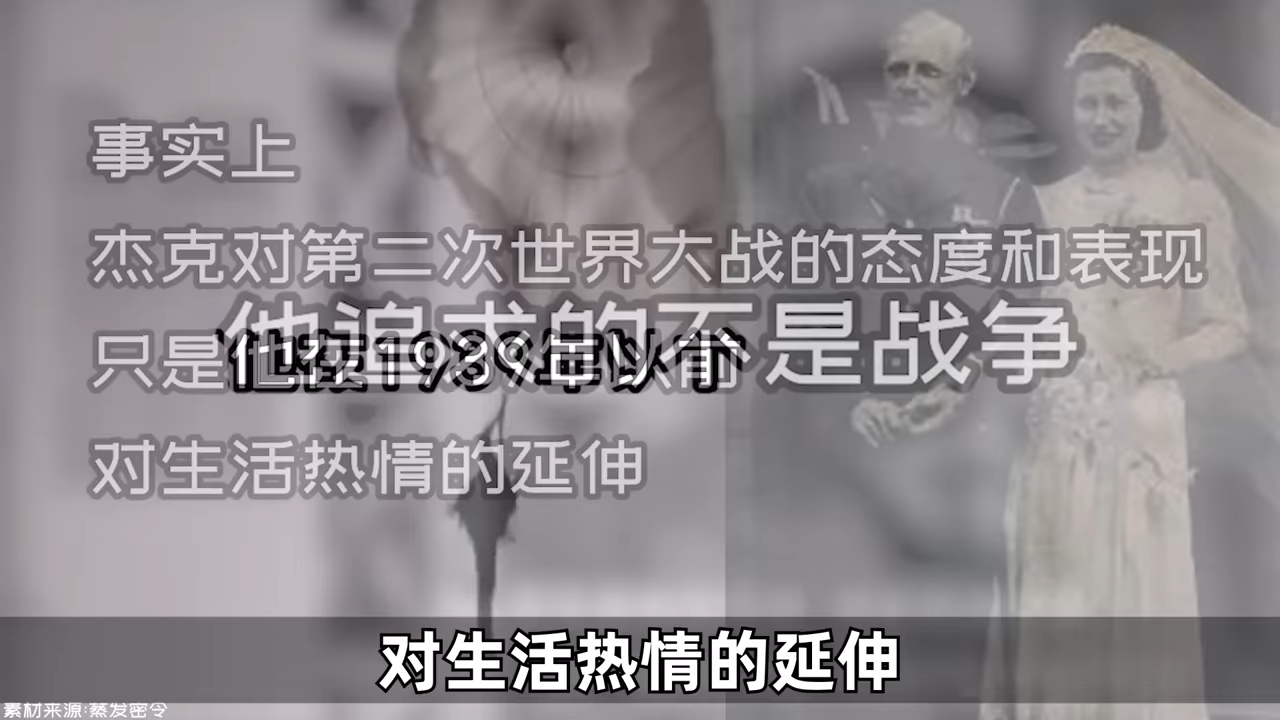 事实上
杰克对第二次世界大战的态度和表现
他追求的不是战争
只是他在1939年以前
对生活热情的延伸
对生活热情的延伸
素材来源:蒸发密令